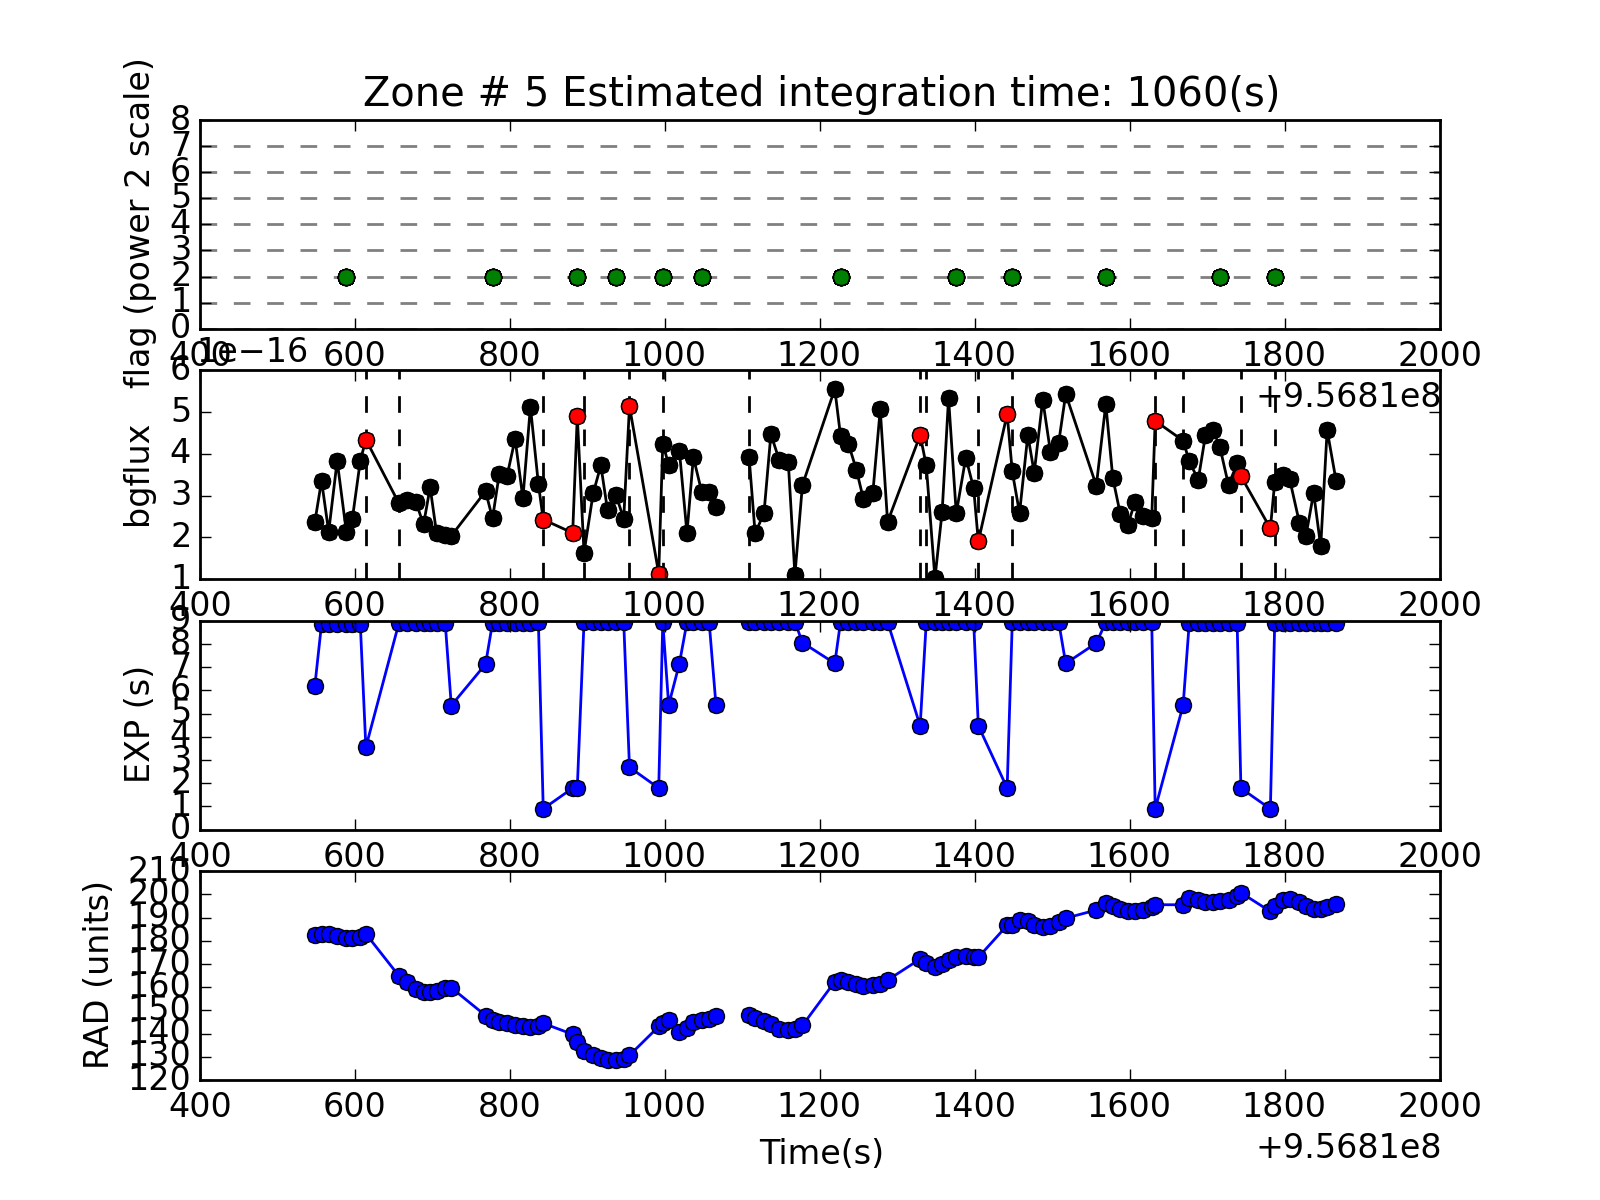 Zone # 5 Estimated integration time: 1060(s)
flag (power 2 scale)
8
7
6
5
4
3
2
1
0
400 600 800 1000 1200 1400 1600 1800 2000
+9.5681e8
1e−16
bgflux
6
5
4
3
2
1
400 600 800 1000 1200 1400 1600 1800 2000
EXP (s)
9
8
7
6
5
4
3
2
1
0
400 600 800 1000 1200 1400 1600 1800 2000
RAD (units)
210
200
190
180
170
160
150
140
130
120
400 600 800 1000 1200 1400 1600 1800 2000
Time(s)
+9.5681e8